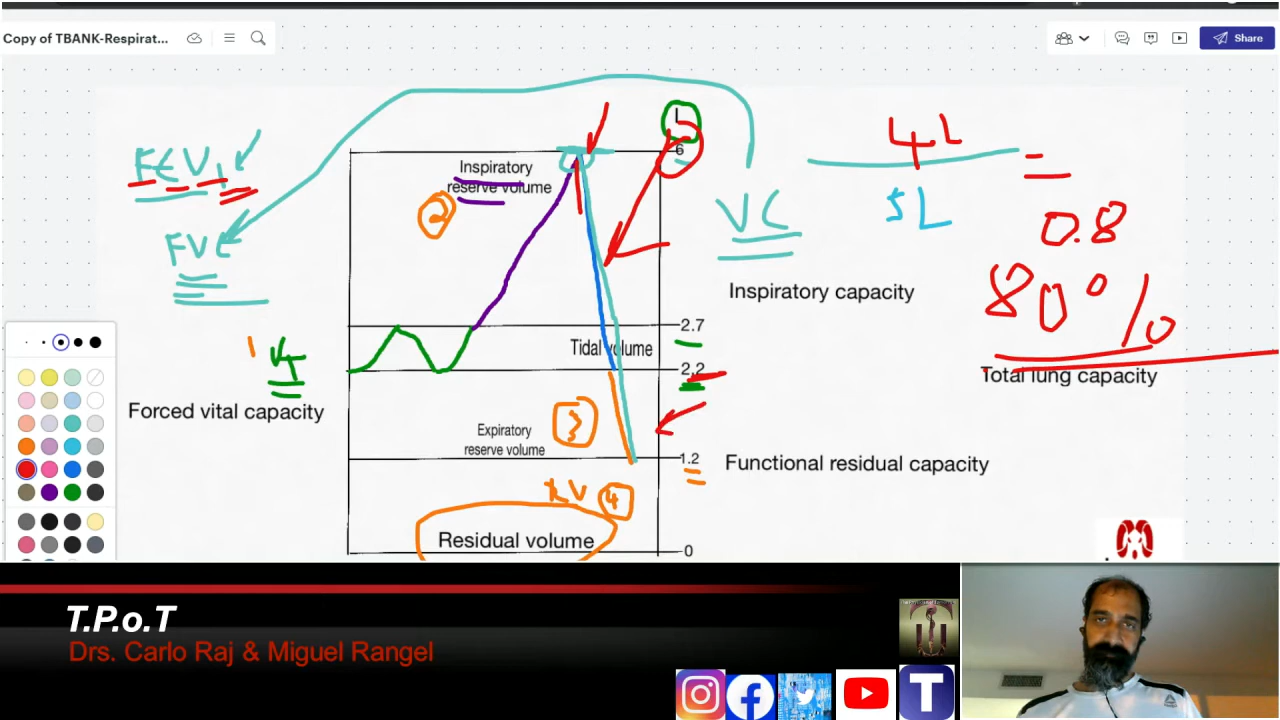 Copy of TBANK-Respirat...
Share
L
6
4L
5L
=
0.8
80%
FEV1
FVC
Inspiratory
reserve volume
2
VC
Inspiratory capacity
2.7
Tidal volume
2.2
1 VT
Total lung capacity
Forced vital capacity
Expiratory
reserve volume
3
1.2
Functional residual capacity
RV 4
Residual volume
0
T.P.o.T
Drs. Carlo Raj & Miguel Rangel
T